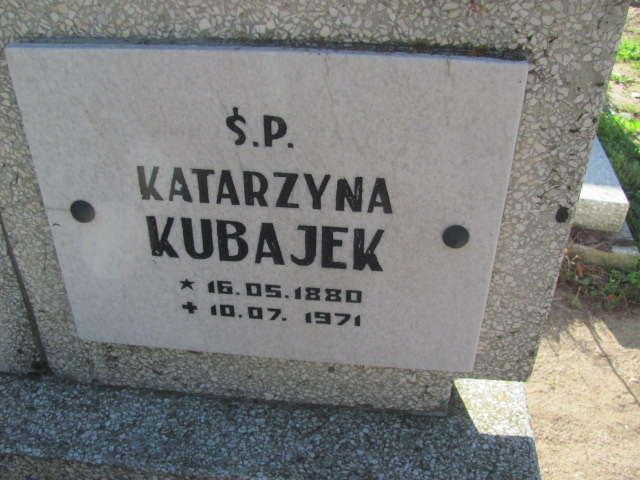 Ś.P.
KATARZYNA
KUBAJEK
★ 16.05.1880
✝ 10.07. 1971